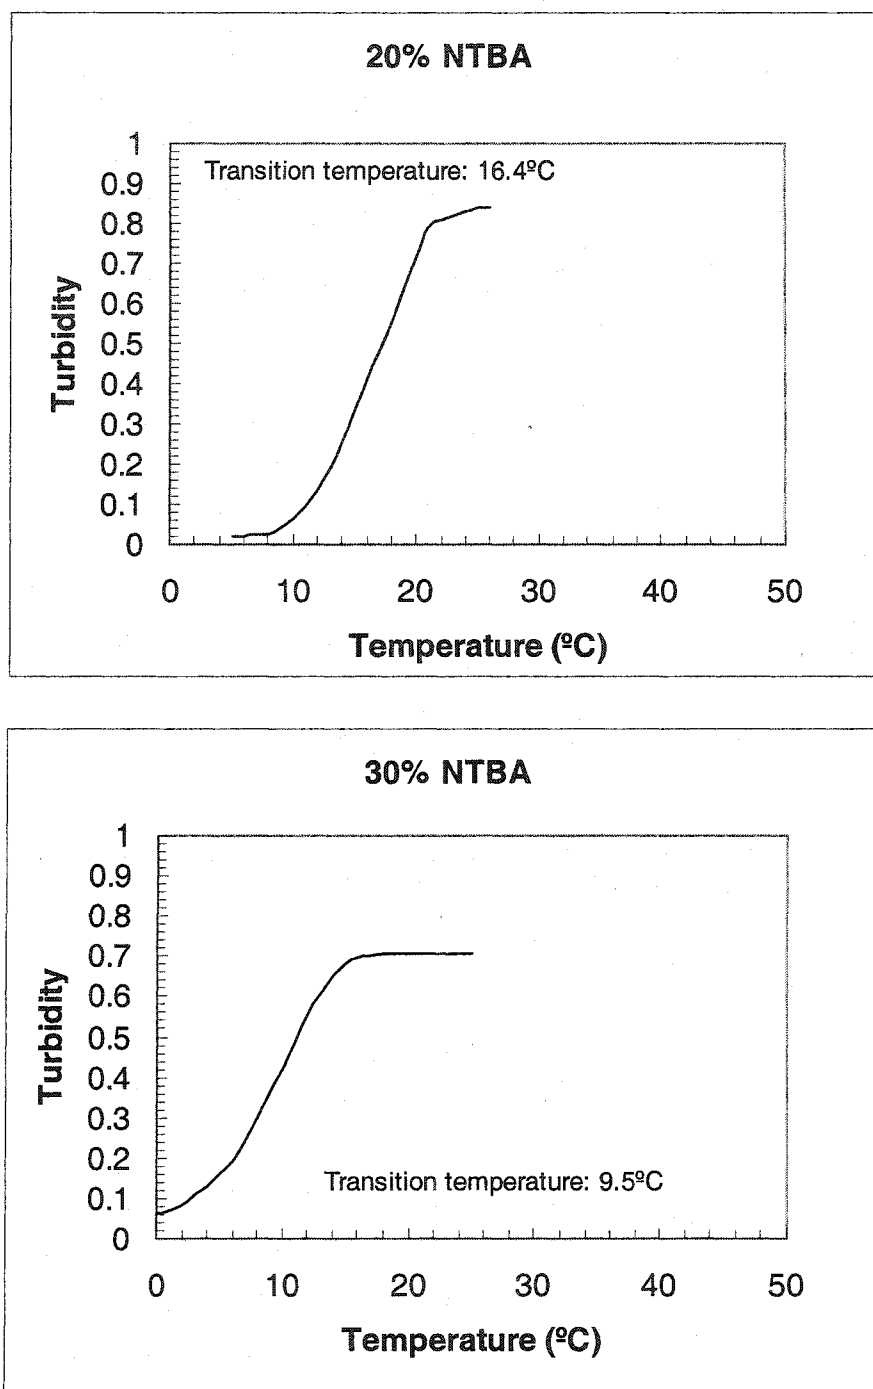 20% NTBA
Transition temperature: 16.4ºC
1
0.9
0.8
0.7
0.6
0.5
0.4
0.3
0.2
0.1
0
Turbidity
0 10 20 30 40 50
Temperature (ºC)
30% NTBA
1
0.9
0.8
0.7
0.6
0.5
0.4
0.3
0.2
0.1
0
Turbidity
Transition temperature: 9.5ºC
0 10 20 30 40 50
Temperature (ºC)